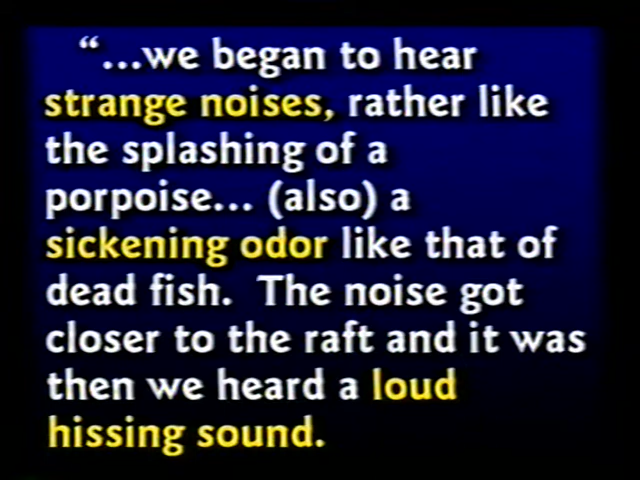 “...we began to hear
strange noises, rather like
the splashing of a
porpoise... (also) a
sickening odor like that of
dead fish.  The noise got
closer to the raft and it was
then we heard a loud
hissing sound.